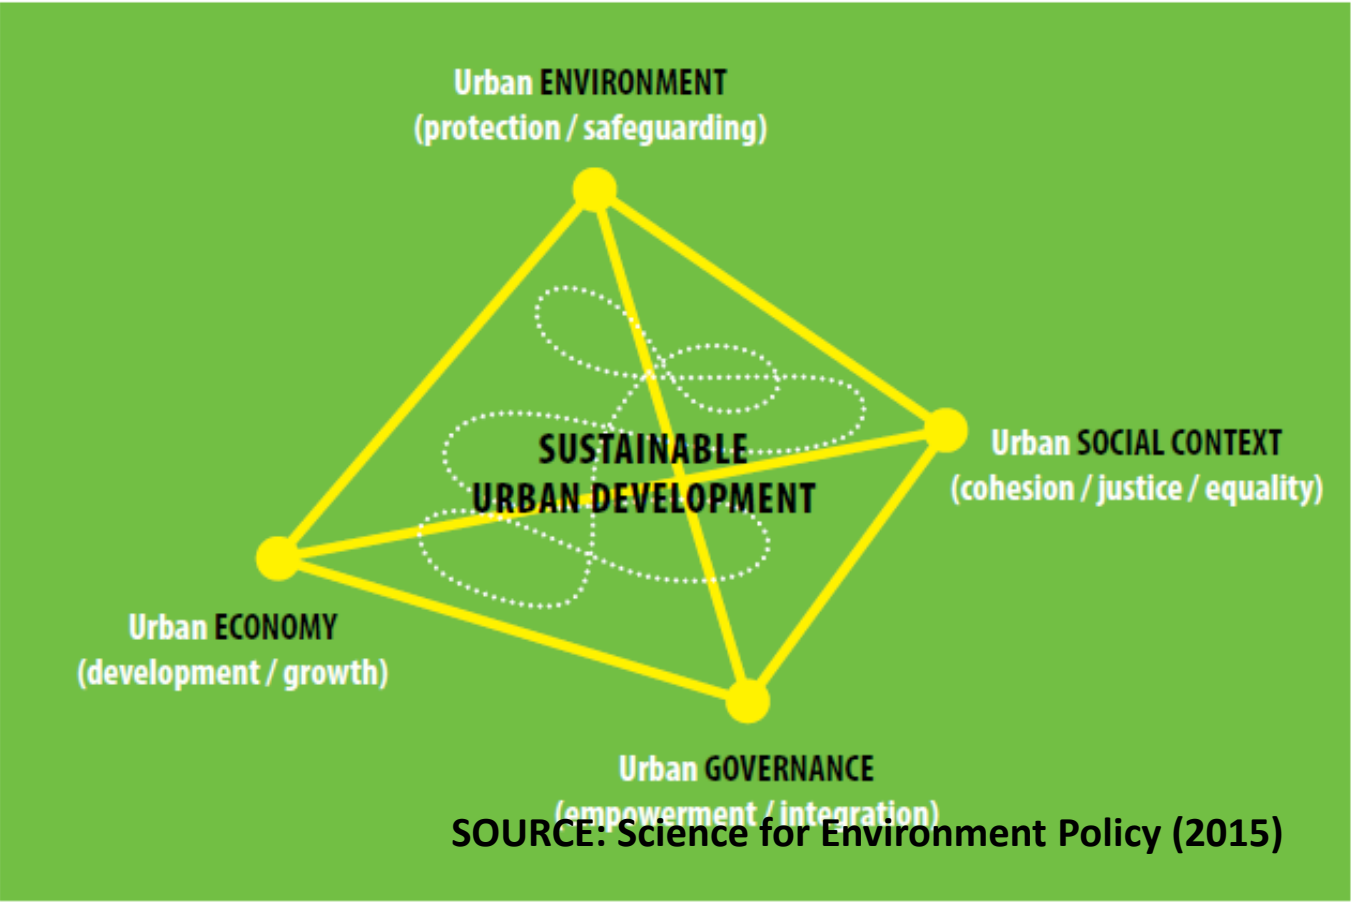 Urban ENVIRONMENT
(protection / safeguarding)
Urban SOCIAL CONTEXT
(cohesion / justice / equality)
SUSTAINABLE
URBAN DEVELOPMENT
Urban ECONOMY
(development / growth)
Urban GOVERNANCE
(empowerment / integration)
SOURCE: Science for Environment Policy (2015)